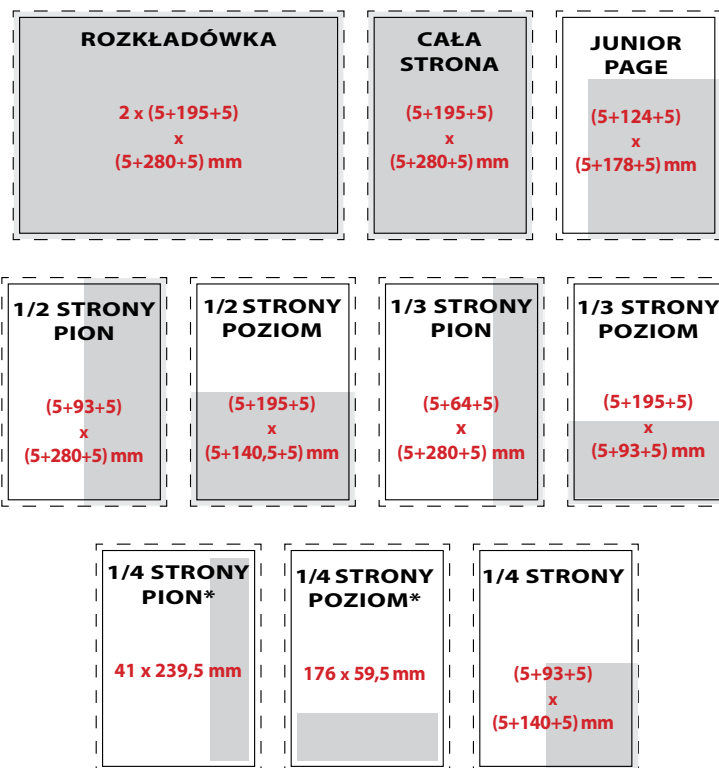 ROZKŁADÓWKA
2 x (5+195+5)
x
(5+280+5) mm
CAŁA
STRONA
(5+195+5)
x
(5+280+5) mm
JUNIOR
PAGE
(5+124+5)
x
(5+178+5) mm
1/2 STRONY
PION
(5+93+5)
x
(5+280+5) mm
1/2 STRONY
POZIOM
(5+195+5)
x
(5+140,5+5) mm
1/3 STRONY
PION
(5+64+5)
x
(5+280+5) mm
1/3 STRONY
POZIOM
(5+195+5)
x
(5+93+5) mm
1/4 STRONY
PION*
41 x 239,5 mm
1/4 STRONY
POZIOM*
176 x 59,5 mm
1/4 STRONY
(5+93+5)
x
(5+140+5) mm